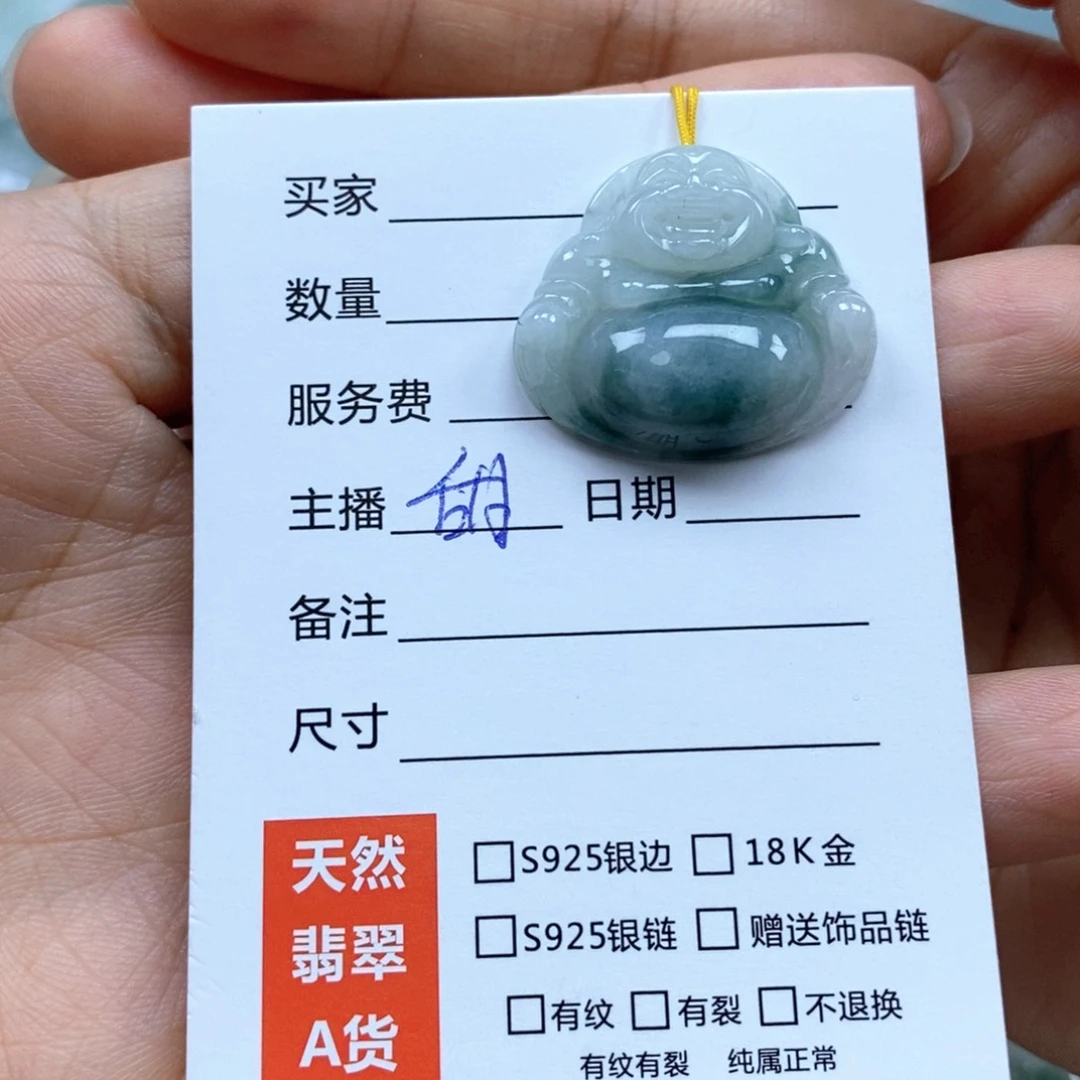 买家
数量
服务费
主播 甜 日期
备注
尺寸
天然
翡翠
A货
□S925银边 □18K金
□S925银链 □赠送饰品链
□有纹 □有裂 □不退换
有纹有裂 纯属正常